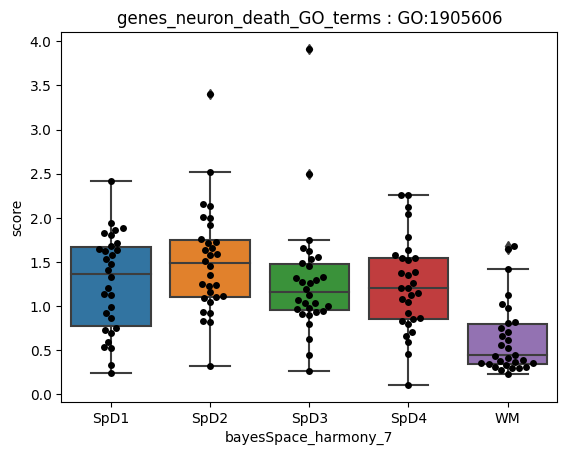 genes_neuron_death_GO_terms : GO:1905606
4.0
3.5
3.0
2.5
2.0
1.5
1.0
0.5
0.0
score
SpD1 SpD2 SpD3 SpD4 WM
bayesSpace_harmony_7